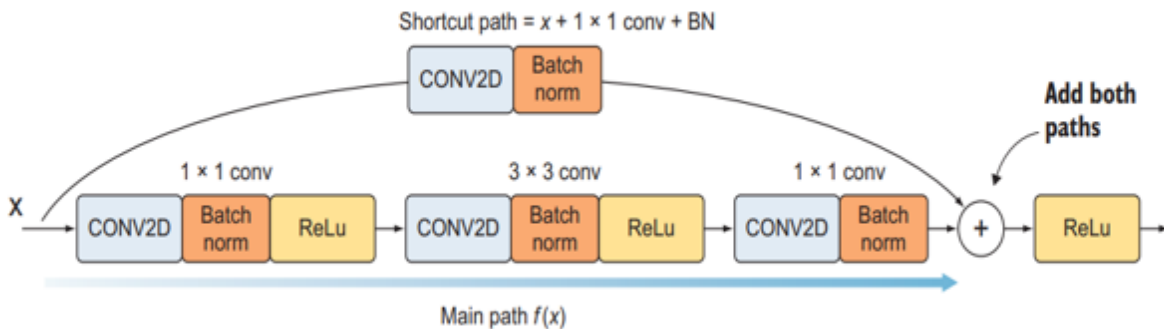 Shortcut path = x + 1 × 1 conv + BN
CONV2D
Batch
norm
Add both
paths
1 × 1 conv
3 × 3 conv
1 × 1 conv
X
CONV2D
Batch
norm
ReLu
CONV2D
Batch
norm
ReLu
CONV2D
Batch
norm
+
ReLu
Main path f(x)